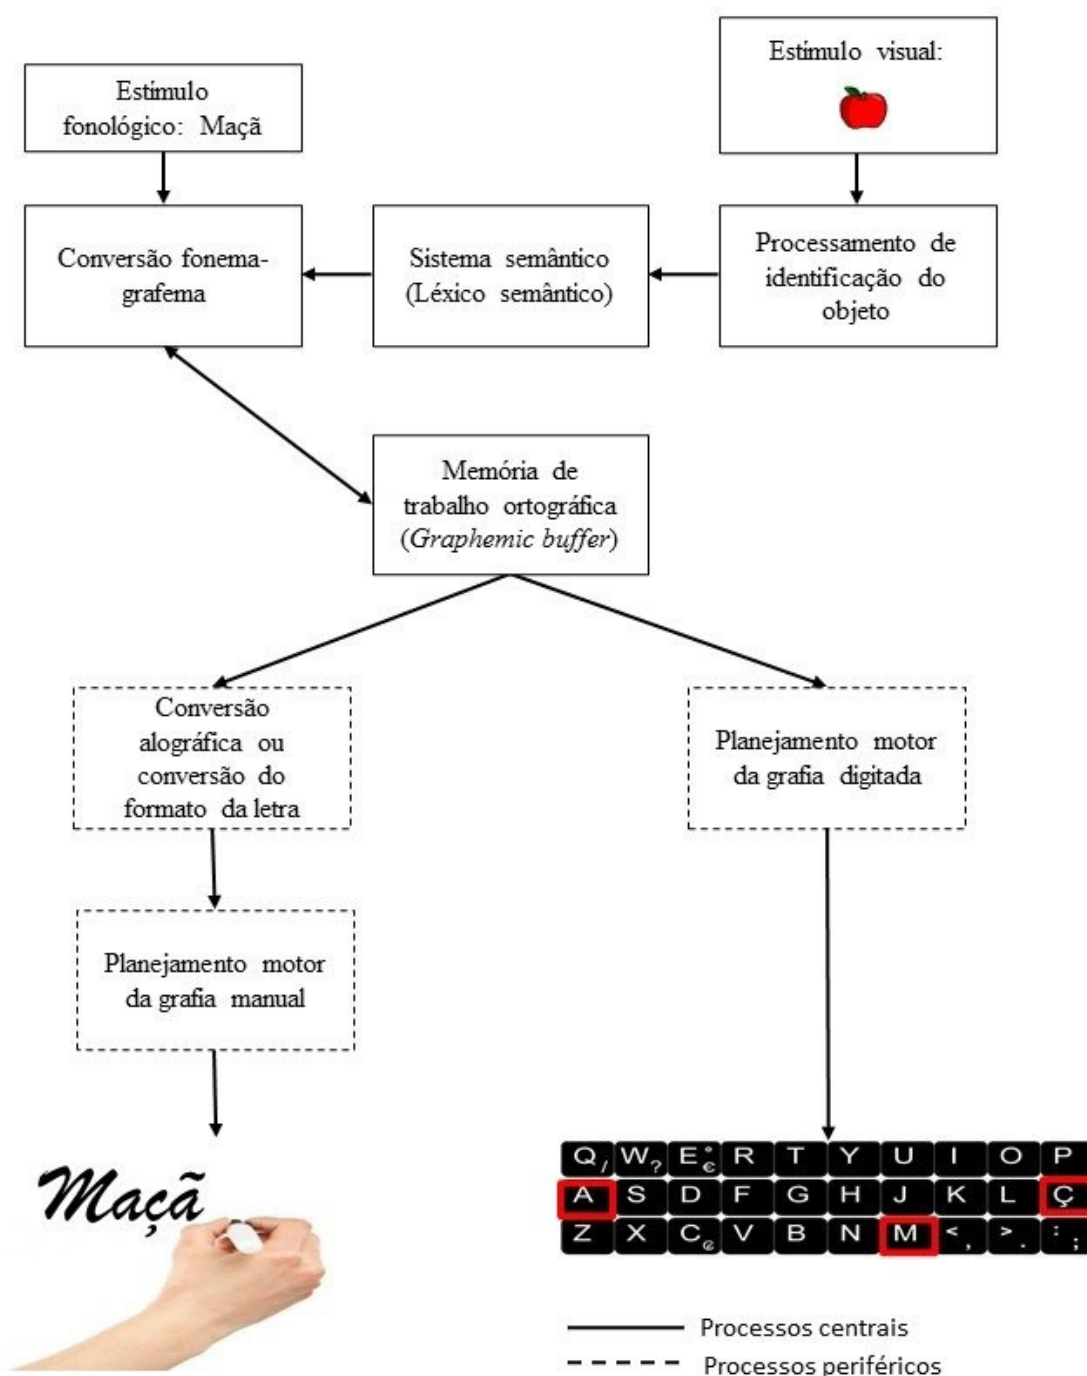 Estímulo visual:
Estimulo
fonológico: Maçã
Conversão fonema-
grafema
Sistema semântico
(Léxico semântico)
Processamento de
identificação do
objeto
Memória de
trabalho ortográfica
(Graphemic buffer)
Conversão
alográfica ou
conversão do
formato da letra
Planejamento motor
da grafia digitada
Planejamento motor
da grafia manual
Maçã
Q / W ? E ° € R T Y U I O P
A S D F G H J K L Ç
Z X C V B N M < , > . : ;
Processos centrais
Processos periféricos